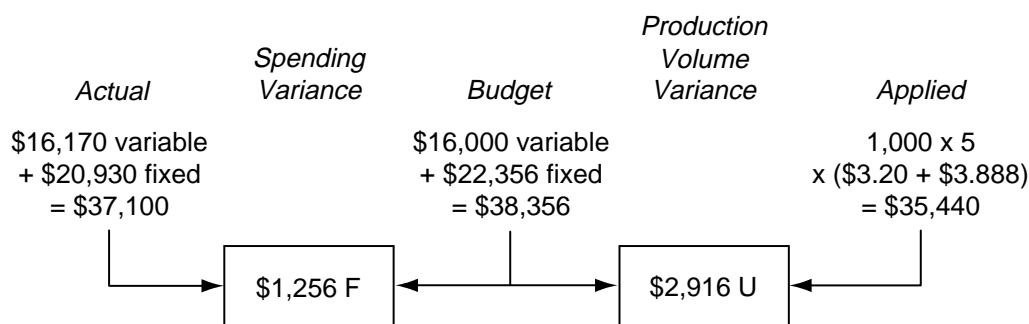 Actual
Spending
Variance
Budget
Production
Volume
Variance
Applied
$16,170 variable
+ $20,930 fixed
= $37,100
$16,000 variable
+ $22,356 fixed
= $38,356
1,000 x 5
x ($3.20 + $3.888)
= $35,440
$1,256 F
$2,916 U